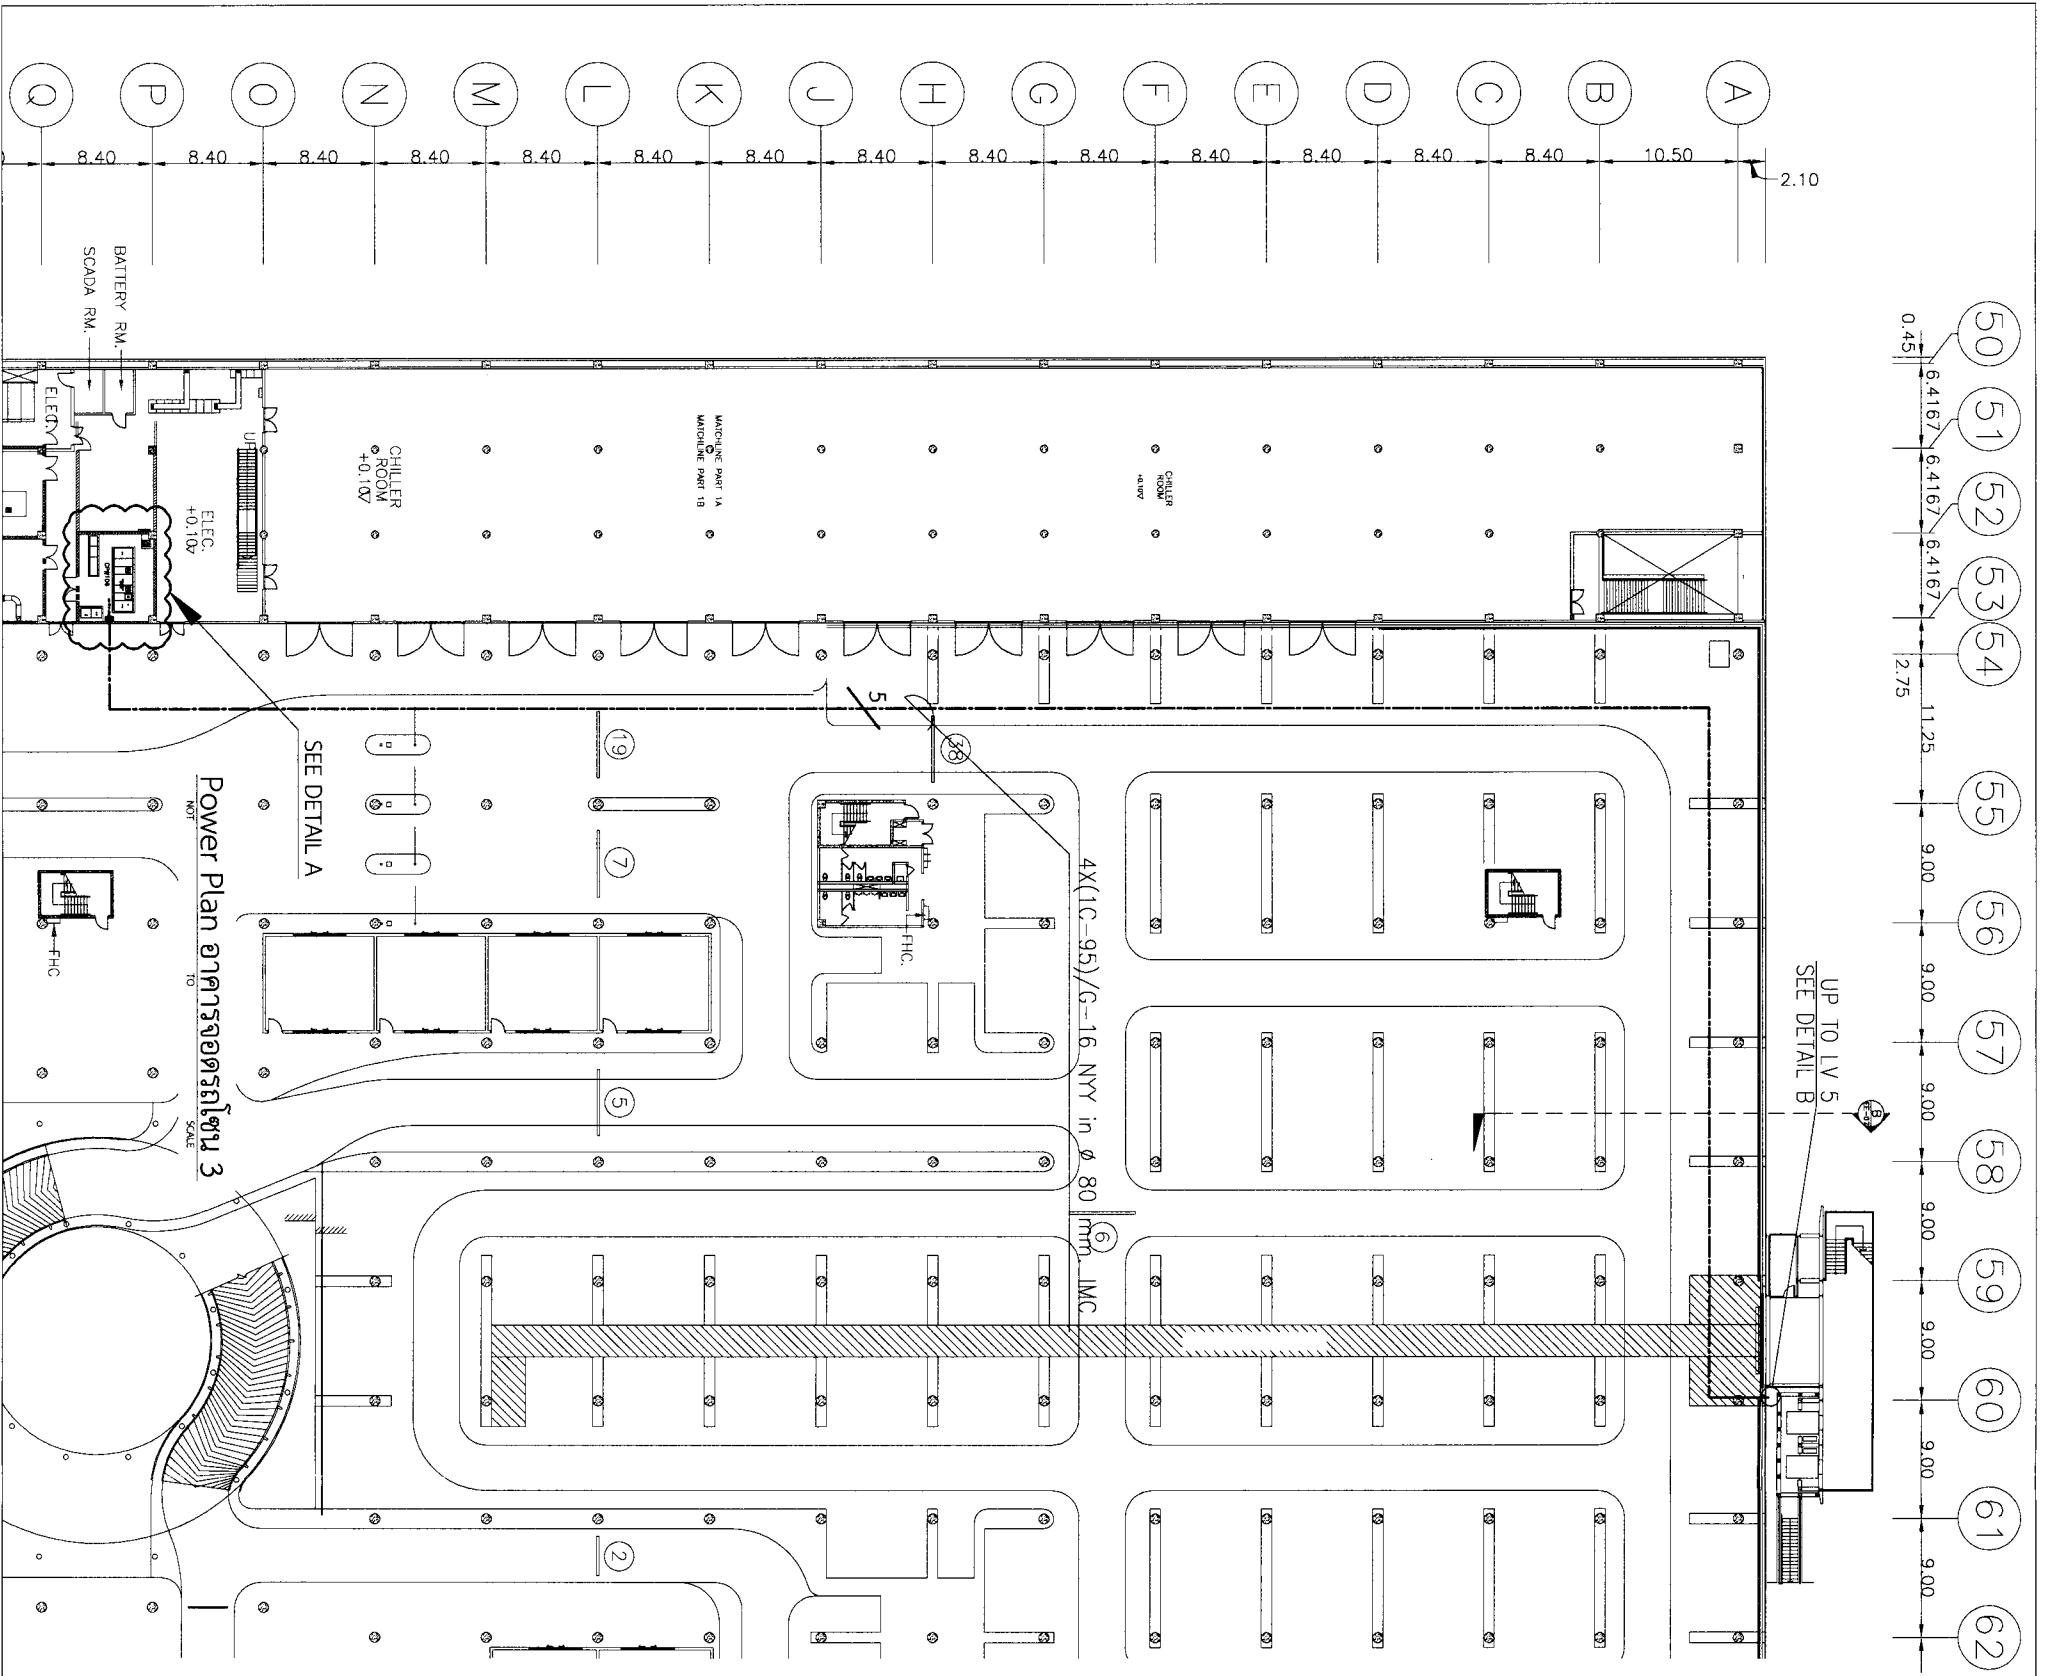 Q P O N M L K J H G F E D C B A
8.40 8.40 8.40 8.40 8.40 8.40 8.40 8.40 8.40 8.40 8.40 8.40 8.40 8.40 10.50
2.10
50
51
52
53
54
55
56
57
58
59
60
61
62
0.45
6.4167
6.4167
6.4167
2.75
11.25
9.00
9.00
9.00
9.00
9.00
9.00
9.00
BATTERY RM.
SCADA RM.
ELEC.
UP
ELEC.
+0.10
CHILLER
ROOM
+0.10
MATCHLINE PART 1A
MATCHLINE PART 1B
CHILLER
ROOM
+0.10
SEE DETAIL A
5
38
19
7
5
6
2
4X(1C-95)/G-16 NYY in ø 80 mm. IMC
FHC.
FHC
UP TO LV 5
SEE DETAIL B
B
Power Plan อาคารจอดรถโซน 3
NOT TO SCALE